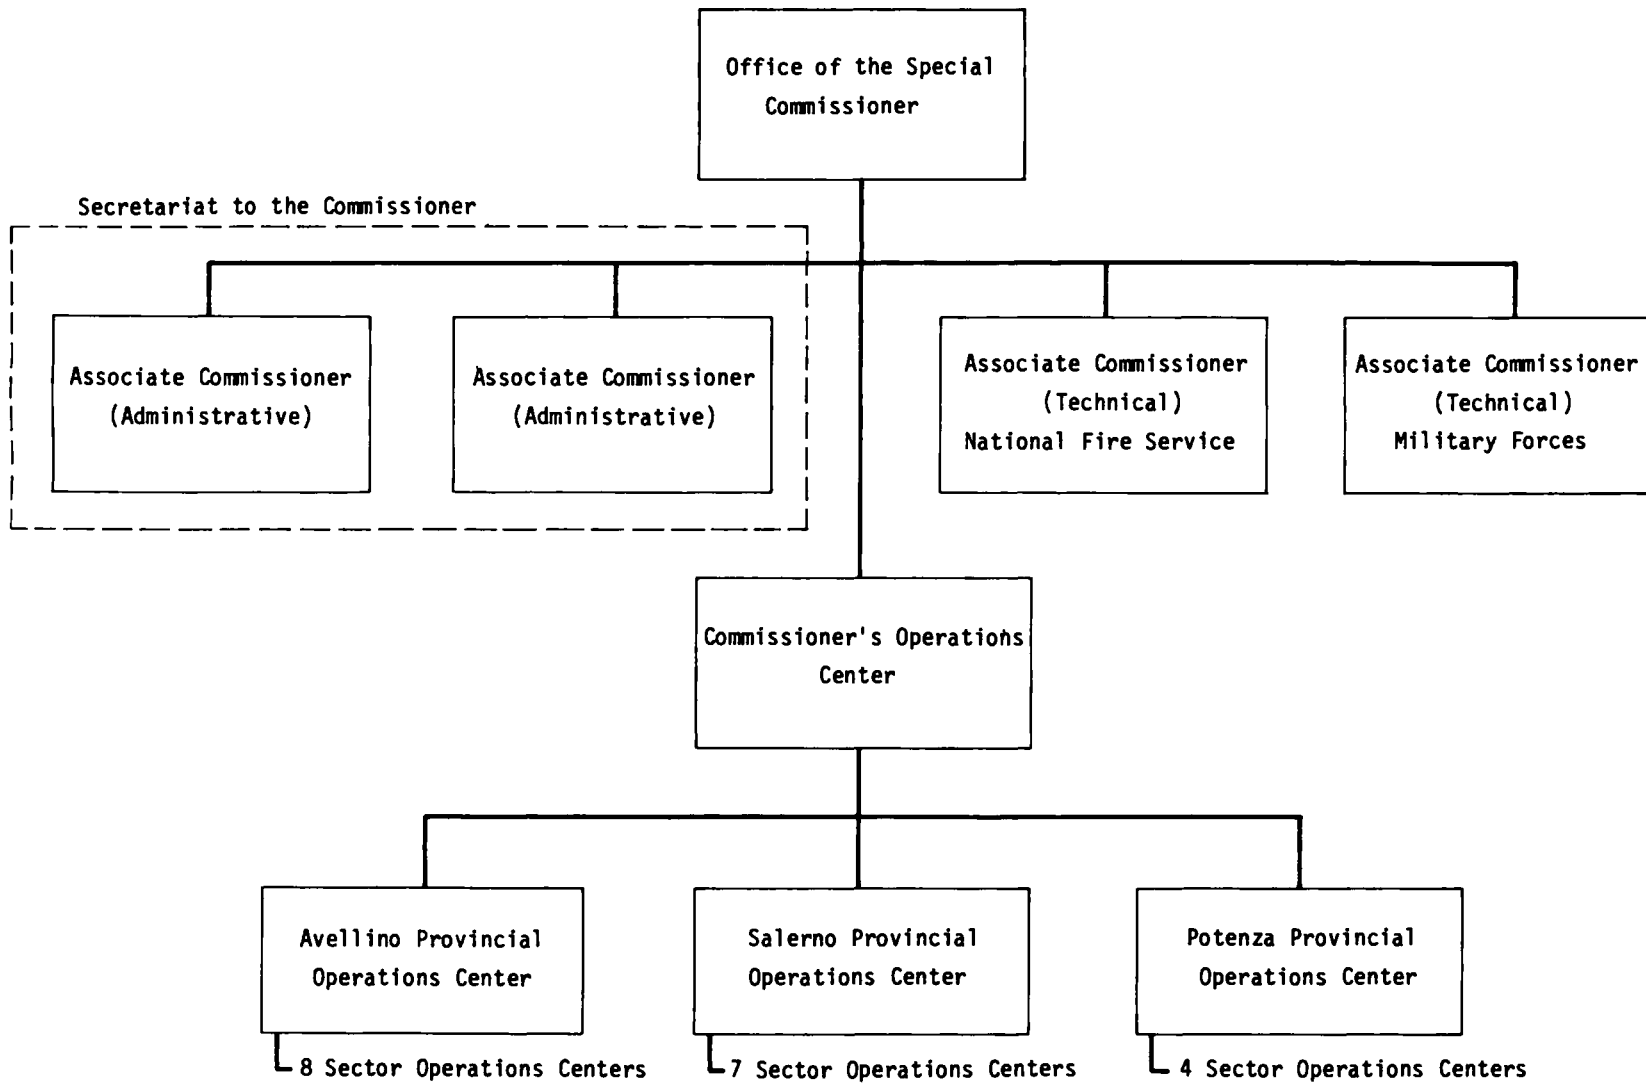 Office of the Special
Commissioner
Secretariat to the Commissioner
Associate Commissioner
(Administrative)
Associate Commissioner
(Administrative)
Associate Commissioner
(Technical)
National Fire Service
Associate Commissioner
(Technical)
Military Forces
Commissioner's Operations
Center
Avellino Provincial
Operations Center
Salerno Provincial
Operations Center
Potenza Provincial
Operations Center
8 Sector Operations Centers
7 Sector Operations Centers
4 Sector Operations Centers